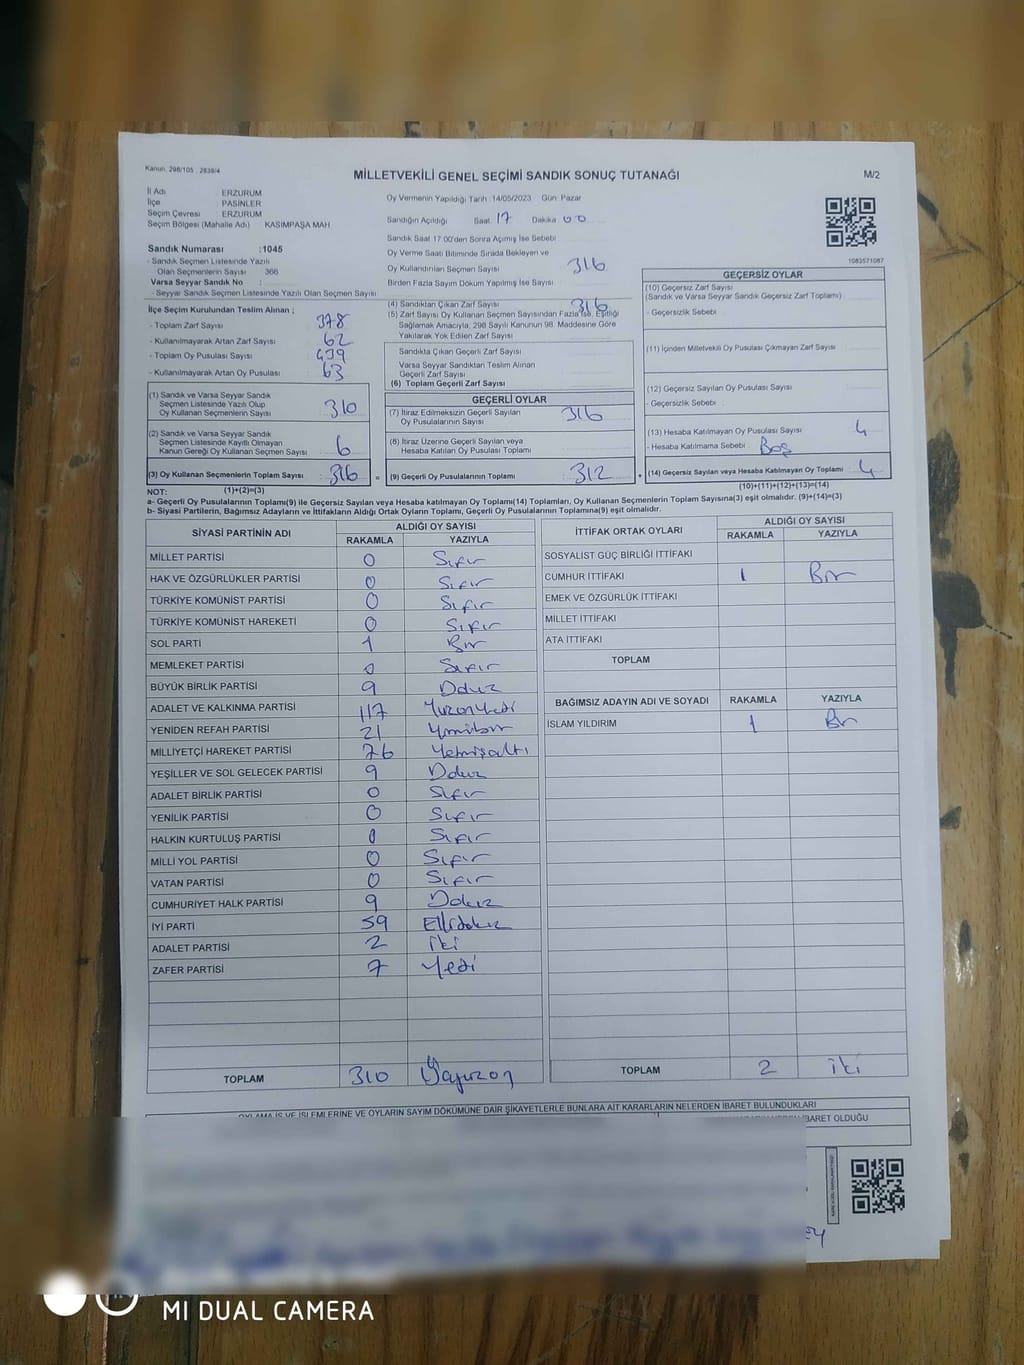 Kanun, 298/105 , 2839/4
MİLLETVEKİLİ GENEL SEÇİMİ SANDIK SONUÇ TUTANAĞI
M/2
İl Adı ERZURUM
İlçe PASİNLER
Seçim Çevresi : ERZURUM
Seçim Bölgesi (Mahalle Adı) KASIMPAŞA MAH
Sandık Numarası :1045
- Sandık Seçmen Listesinde Yazılı
Olan Seçmenlerin Sayısı 366
Varsa Seyyar Sandık No :
- Seyyar Sandık Seçmen Listesinde Yazılı Olan Seçmen Sayısı
Oy Vermenin Yapıldığı Tarih :14/05/2023 Gün: Pazar
Sandığın Açıldığı Saat 17 Dakika 00
Sandık Saat 17:00'den Sonra Açımış İse Sebebi
Oy Verme Saati Bitiminde Sırada Bekleyen ve
Oy Kullandırılan Seçmen Sayısı 316
Birden Fazla Sayım Döküm Yapılmış İse Sayısı
1083571087
İlçe Seçim Kurulundan Teslim Alınan ;
- Toplam Zarf Sayısı 378
- Kullanılmayarak Artan Zarf Sayısı 62
- Toplam Oy Pusulası Sayısı 439
- Kullanılmayarak Artan Oy Pusulası 63
(1) Sandık ve Varsa Seyyar Sandık
Seçmen Listesinde Yazılı Olup
Oy Kullanan Seçmenlerin Sayısı 310
(2) Sandık ve Varsa Seyyar Sandık
Seçmen Listesinde Kayıtlı Olmayan
Kanun Gereği Oy Kullanan Seçmen Sayısı 6
(3) Oy Kullanan Seçmenlerin Toplam Sayısı 316
(1)+(2)=(3)
(4) Sandıktan Çıkan Zarf Sayısı 316
(5) Zarf Sayısı Oy Kullanan Seçmen Sayısından Fazla İse, Eşitliği
Sağlamak Amacıyla, 298 Sayılı Kanunun 98. Maddesine Göre
Yakılarak Yok Edilen Zarf Sayısı
Sandıkta Çıkan Geçerli Zarf Sayısı
Varsa Seyyar Sandıktan Teslim Alınan
Geçerli Zarf Sayısı
(6) Toplam Geçerli Zarf Sayısı
GEÇERLİ OYLAR
(7) İtiraz Edilmeksizin Geçerli Sayılan
Oy Pusulalarının Sayısı 316
(8) İtiraz Üzerine Geçerli Sayılan veya
Hesaba Katılan Oy Pusulası Toplamı
(9) Geçerli Oy Pusulalarının Toplamı 312
GEÇERSİZ OYLAR
(10) Geçersiz Zarf Sayısı
(Sandık ve Varsa Seyyar Sandık Geçersiz Zarf Toplamı)
- Geçersizlik Sebebi
(11) İçinden Milletvekili Oy Pusulası Çıkmayan Zarf Sayısı
(12) Geçersiz Sayılan Oy Pusulası Sayısı
- Geçersizlik Sebebi
(13) Hesaba Katılmayan Oy Pusulası Sayısı 4
- Hesaba Katılmama Sebebi Boş
(14) Geçersiz Sayılan veya Hesaba Katılmayan Oy Toplamı 4
(10)+(11)+(12)+(13)=(14)
NOT:
a- Geçerli Oy Pusulalarının Toplamı(9) ile Geçersiz Sayılan veya Hesaba katılmayan Oy Toplamı(14) Toplamları, Oy Kullanan Seçmenlerin Toplam Sayısına(3) eşit olmalıdır. (9)+(14)=(3)
b- Siyasi Partilerin, Bağımsız Adayların ve İttifakların Aldığı Ortak Oyların Toplamı, Geçerli Oy Pusulalarının Toplamına(9) eşit olmalıdır.
SİYASİ PARTİNİN ADI ALDIĞI OY SAYISI
RAKAMLA YAZIYLA
MİLLET PARTİSİ 0 Sıfır
HAK VE ÖZGÜRLÜKLER PARTİSİ 0 Sıfır
TÜRKİYE KOMÜNİST PARTİSİ 0 Sıfır
TÜRKİYE KOMÜNİST HAREKETİ 0 Sıfır
SOL PARTİ 1 Bir
MEMLEKET PARTİSİ 0 Sıfır
BÜYÜK BİRLİK PARTİSİ 9 Dokuz
ADALET VE KALKINMA PARTİSİ 117 Yüzonyedi
YENİDEN REFAH PARTİSİ 21 Yirmibir
MİLLİYETÇİ HAREKET PARTİSİ 76 Yetmişaltı
YEŞİLLER VE SOL GELECEK PARTİSİ 9 Dokuz
ADALET BİRLİK PARTİSİ 0 Sıfır
YENİLİK PARTİSİ 0 Sıfır
HALKIN KURTULUŞ PARTİSİ 0 Sıfır
MİLLİ YOL PARTİSİ 0 Sıfır
VATAN PARTİSİ 0 Sıfır
CUMHURİYET HALK PARTİSİ 9 Dokuz
İYİ PARTİ 59 Ellidokuz
ADALET PARTİSİ 2 iki
ZAFER PARTİSİ 7 Yedi
TOPLAM 310 Üçyüzon
İTTİFAK ORTAK OYLARI ALDIĞI OY SAYISI
RAKAMLA YAZIYLA
SOSYALİST GÜÇ BİRLİĞİ İTTİFAKI
CUMHUR İTTİFAKI 1 Bir
EMEK VE ÖZGÜRLÜK İTTİFAKI
MİLLET İTTİFAKI
ATA İTTİFAKI
TOPLAM
BAĞIMSIZ ADAYIN ADI VE SOYADI RAKAMLA YAZIYLA
İSLAM YILDIRIM 1 Bir
TOPLAM 2 iki
OYLAMA İŞ VE İŞLEMLERİNE VE OYLARIN SAYIM DÖKÜMÜNE DAİR ŞİKAYETLERLE BUNLARA AİT KARARLARIN NELERDEN İBARET BULUNDUKLARI
İBARET OLDUĞU
MI DUAL CAMERA